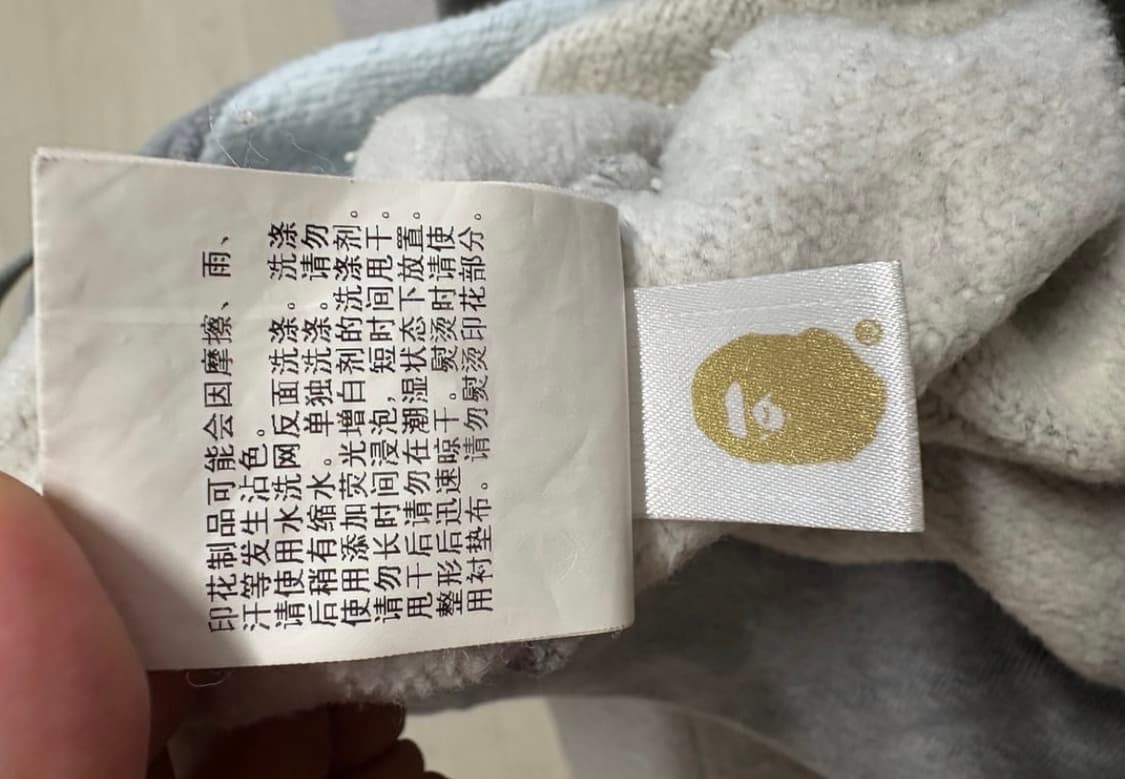 印花制品可能会因摩擦、雨、
汗等发生沾色。
请使用水洗网反面洗涤。洗涤
后稍有缩水。单独洗涤。请勿
使用添加荧光增白剂的洗涤剂。
请勿长时间浸泡，短时间甩干。
甩干后请勿在潮湿状态下放置。
整形后迅速晾干。熨烫时请使
用衬垫布。请勿熨烫印花部分。
®